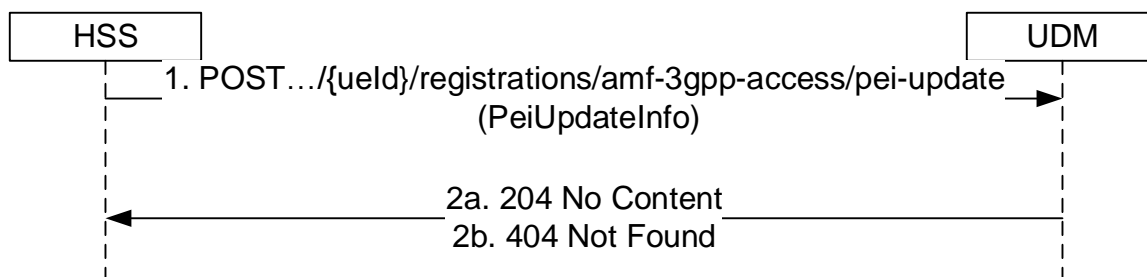 HSS
UDM
1. POST…/{ueId}/registrations/amf-3gpp-access/pei-update
(PeiUpdateInfo)
2a. 204 No Content
2b. 404 Not Found